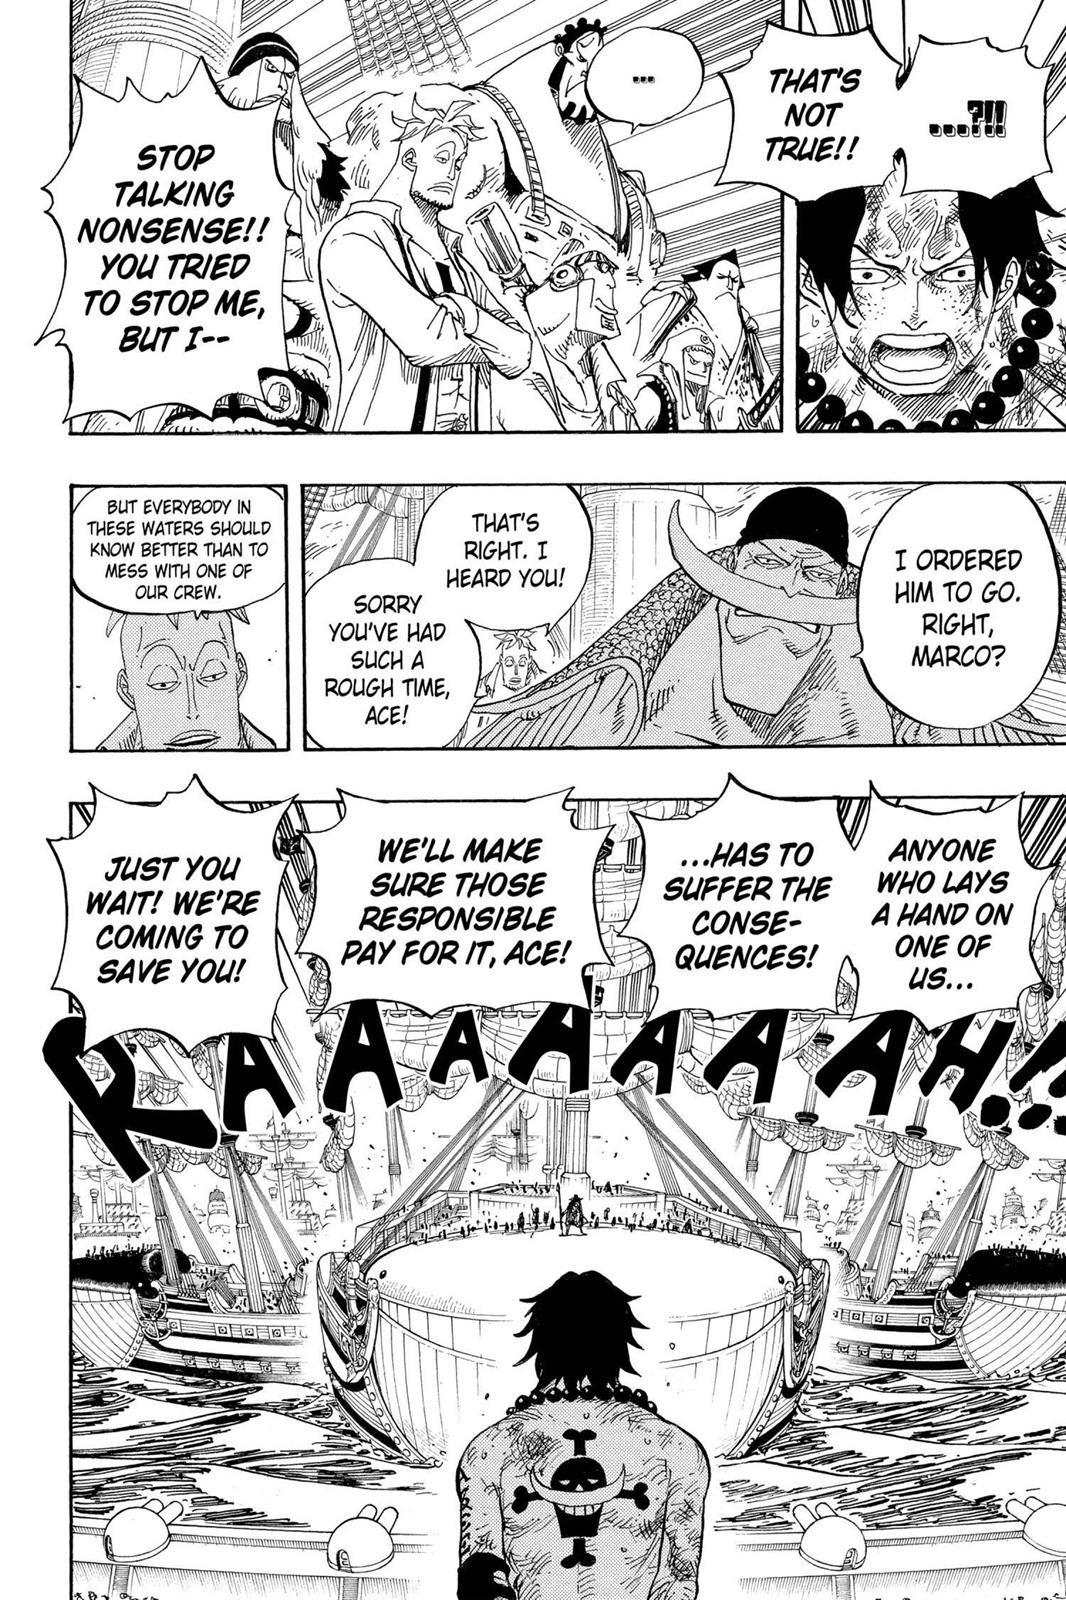 ...?!!
THAT'S
NOT
TRUE!!
...
STOP
TALKING
NONSENSE!!
YOU TRIED
TO STOP ME,
BUT I--
I ORDERED
HIM TO GO.
RIGHT,
MARCO?
THAT'S
RIGHT. I
HEARD YOU!
SORRY
YOU'VE HAD
SUCH A
ROUGH TIME,
ACE!
BUT EVERYBODY IN
THESE WATERS SHOULD
KNOW BETTER THAN TO
MESS WITH ONE OF
OUR CREW.
ANYONE
WHO LAYS
A HAND ON
ONE OF
US...
...HAS TO
SUFFER THE
CONSE-
QUENCES!
WE'LL MAKE
SURE THOSE
RESPONSIBLE
PAY FOR IT, ACE!
JUST YOU
WAIT! WE'RE
COMING TO
SAVE YOU!
RAAAAAAAAH!!